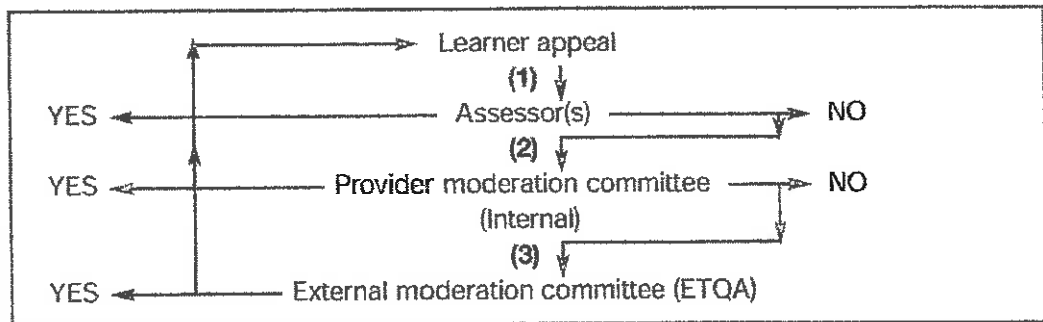 Learner appeal
(1)
YES Assessor(s) NO
(2)
YES Provider moderation committee NO
(Internal)
(3)
YES External moderation committee (ETQA)